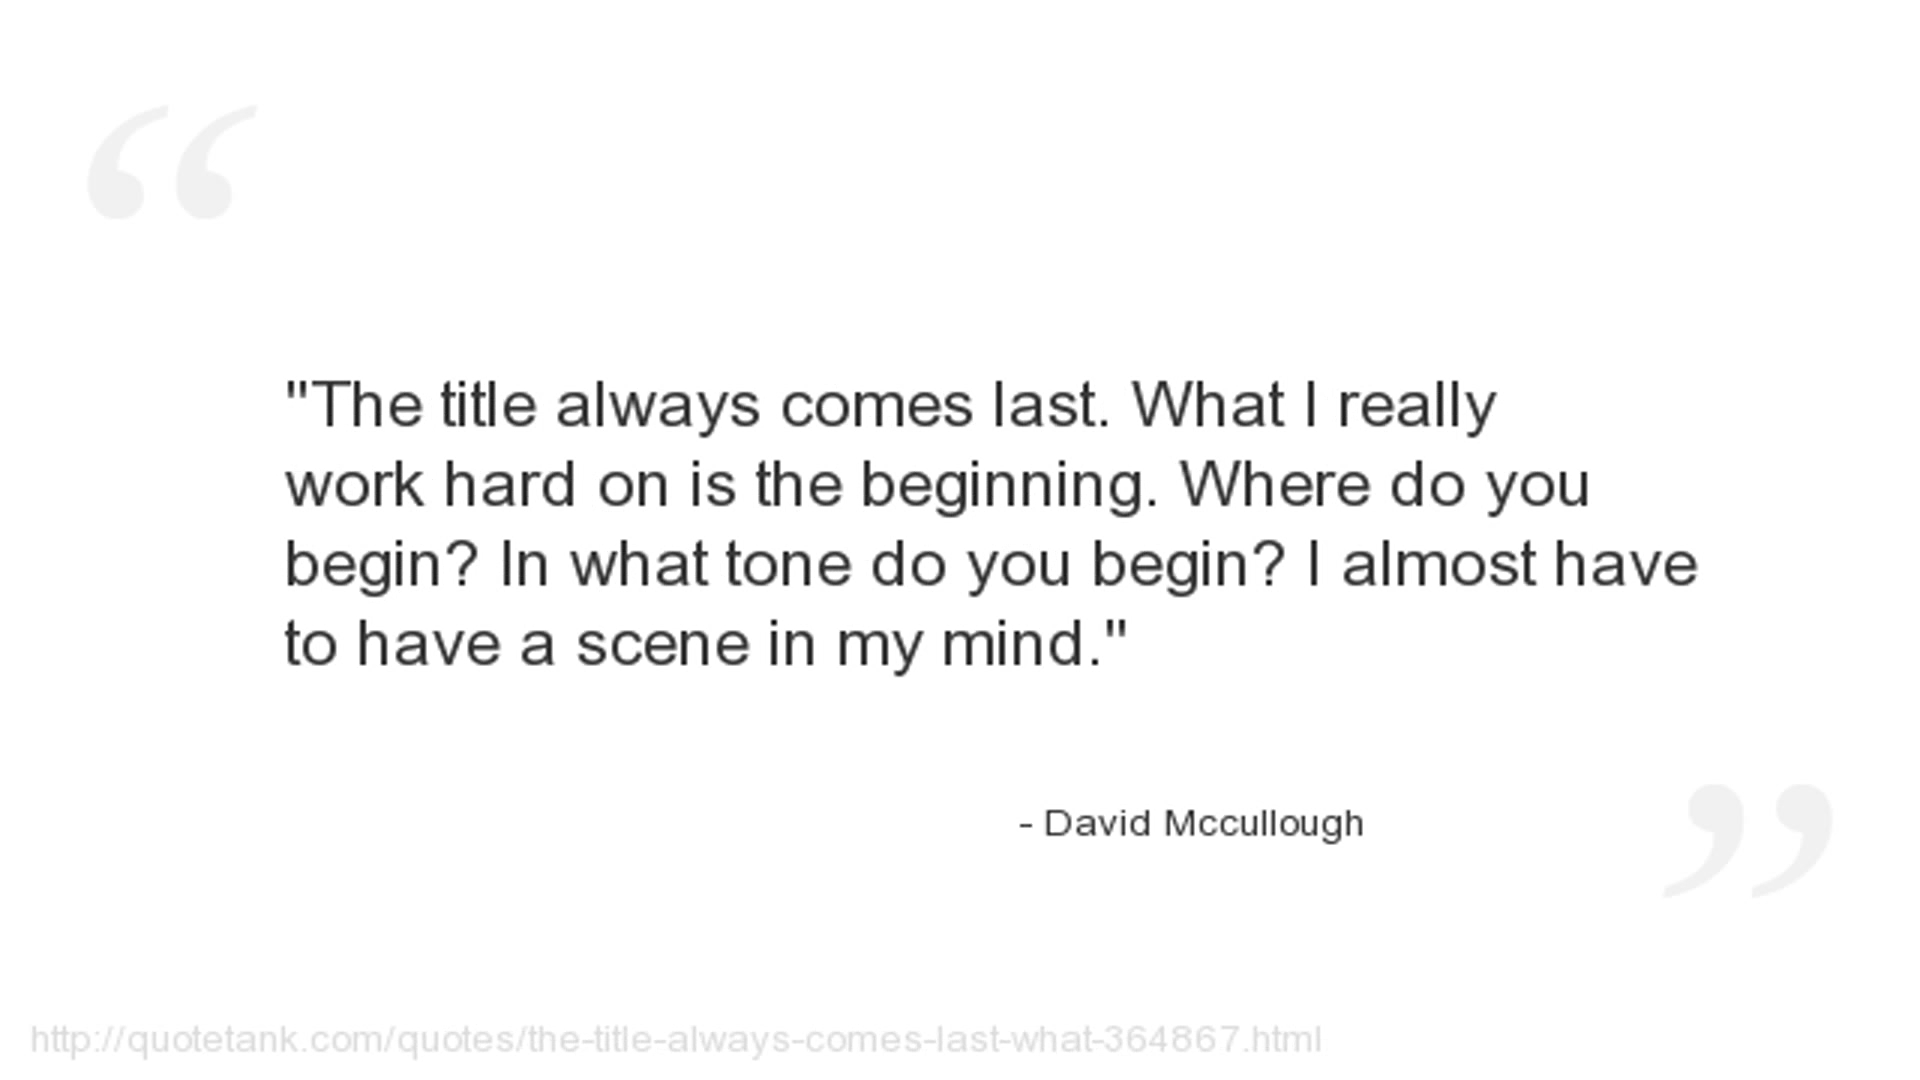 "The title always comes last. What I really
work hard on is the beginning. Where do you
begin? In what tone do you begin? I almost have
to have a scene in my mind."
- David Mccullough
http://quotetank.com/quotes/the-title-always-comes-last-what-364867.html